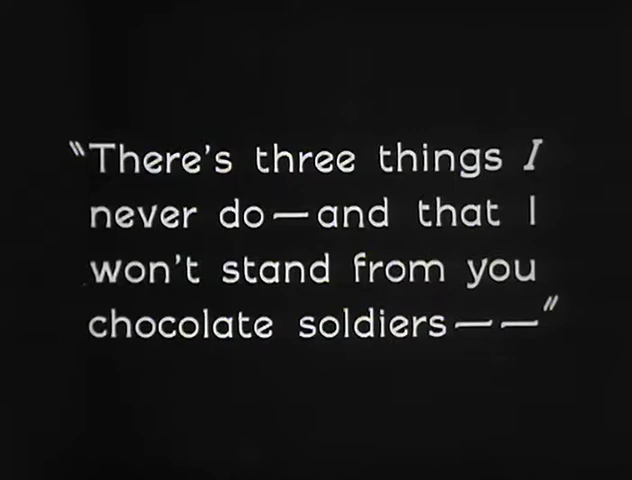 "There's three things I
never do—and that I
won't stand from you
chocolate soldiers——"